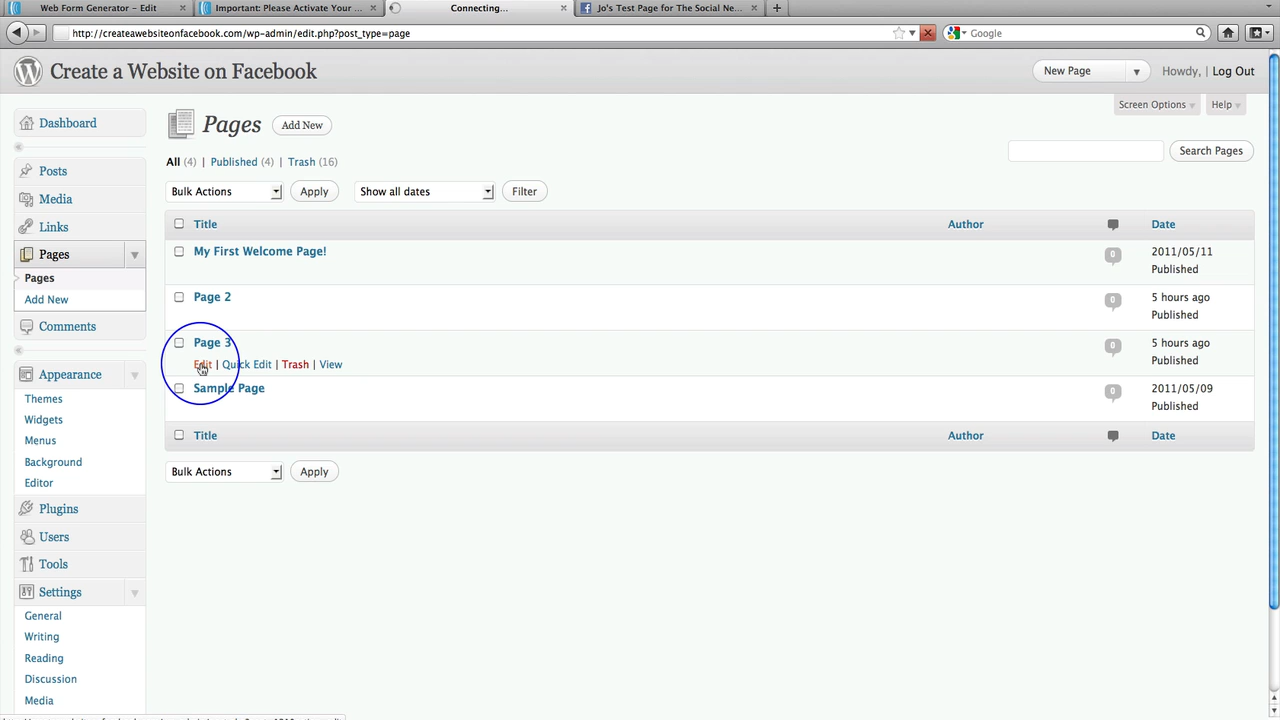 Web Form Generator - Edit
Important: Please Activate Your ...
Connecting...
Jo's Test Page for The Social Ne...
http://createawebsiteonfacebook.com/wp-admin/edit.php?post_type=page
Google
Create a Website on Facebook
New Page
Howdy, | Log Out
Screen Options
Help
Dashboard
Posts
Media
Links
Pages
Pages
Add New
Comments
Appearance
Themes
Widgets
Menus
Background
Editor
Plugins
Users
Tools
Settings
General
Writing
Reading
Discussion
Media
Pages Add New
All (4) | Published (4) | Trash (16)
Search Pages
Bulk Actions Apply Show all dates Filter
Title Author Date
My First Welcome Page! 0 2011/05/11
Published
Page 2 0 5 hours ago
Published
Page 3 0 5 hours ago
Edit | Quick Edit | Trash | View Published
Sample Page 0 2011/05/09
Published
Title Author Date
Bulk Actions Apply